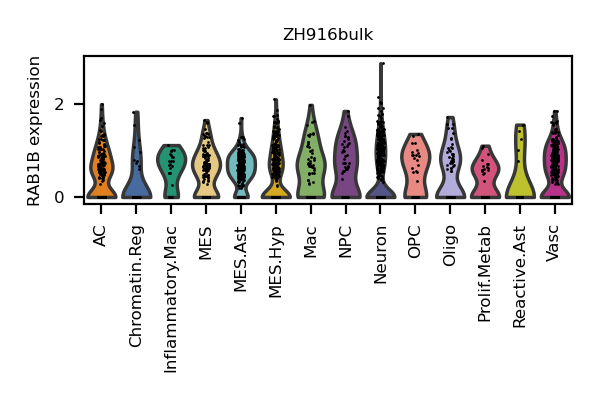 ZH916bulk
RAB1B expression
2
0
AC
Chromatin.Reg
Inflammatory.Mac
MES
MES.Ast
MES.Hyp
Mac
NPC
Neuron
OPC
Oligo
Prolif.Metab
Reactive.Ast
Vasc